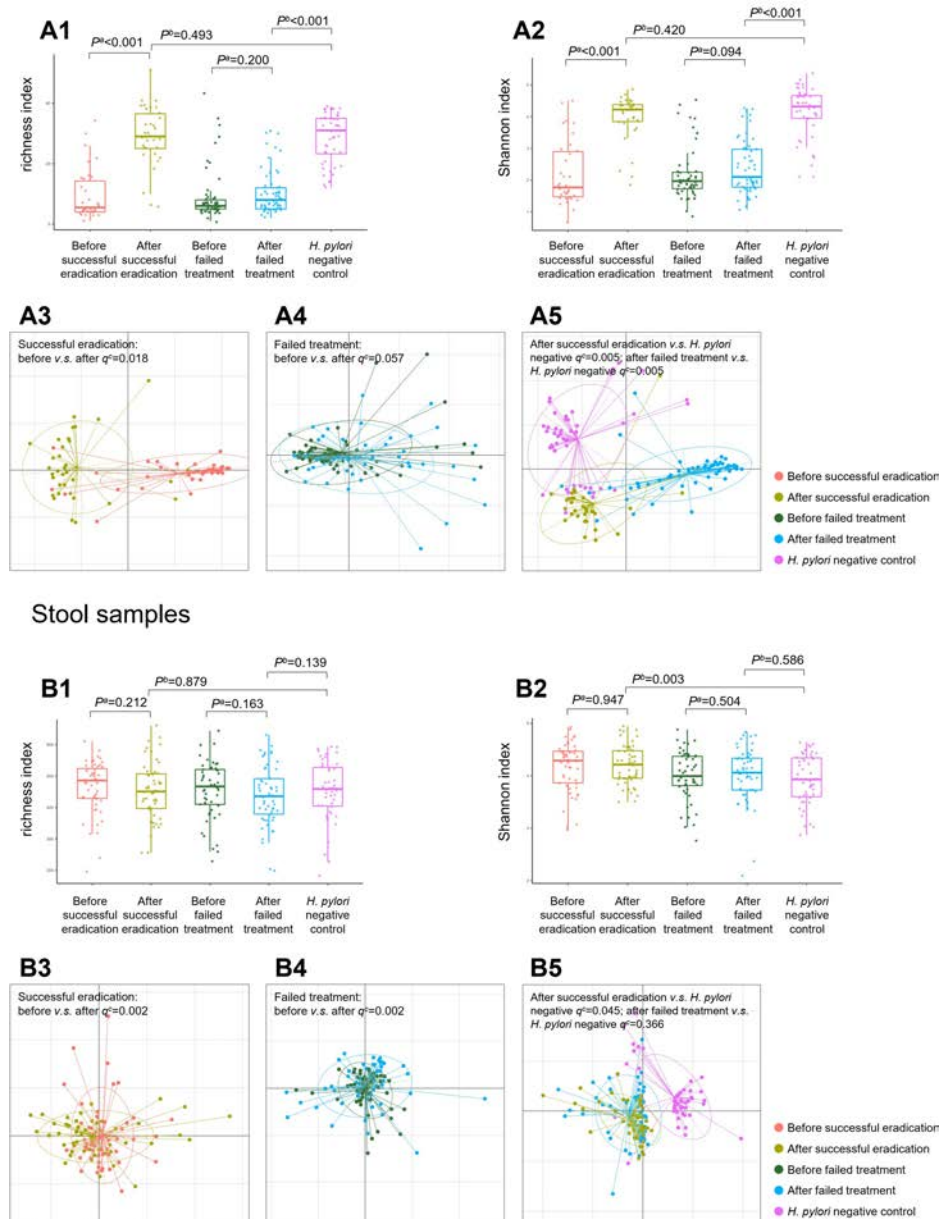 A1
P^b<0.001
P^a<0.001
P^b=0.493
P^a=0.200
richness index
Before successful eradication
After successful eradication
Before failed treatment
After failed treatment
H. pylori negative control
A2
P^b<0.001
P^b=0.420
P^a<0.001
P^a=0.094
Shannon index
Before successful eradication
After successful eradication
Before failed treatment
After failed treatment
H. pylori negative control
A3
Successful eradication:
before v.s. after q^c=0.018
A4
Failed treatment:
before v.s. after q^c=0.057
A5
After successful eradication v.s. H. pylori
negative q^c=0.005; after failed treatment v.s.
H. pylori negative q^c=0.005
Before successful eradication
After successful eradication
Before failed treatment
After failed treatment
H. pylori negative control
Stool samples
B1
P^b=0.139
P^b=0.879
P^a=0.212
P^a=0.163
richness index
Before successful eradication
After successful eradication
Before failed treatment
After failed treatment
H. pylori negative control
B2
P^b=0.586
P^b=0.003
P^a=0.947
P^a=0.504
Shannon index
Before successful eradication
After successful eradication
Before failed treatment
After failed treatment
H. pylori negative control
B3
Successful eradication:
before v.s. after q^c=0.002
B4
Failed treatment:
before v.s. after q^c=0.002
B5
After successful eradication v.s. H. pylori
negative q^c=0.045; after failed treatment v.s.
H. pylori negative q^c=0.366
Before successful eradication
After successful eradication
Before failed treatment
After failed treatment
H. pylori negative control